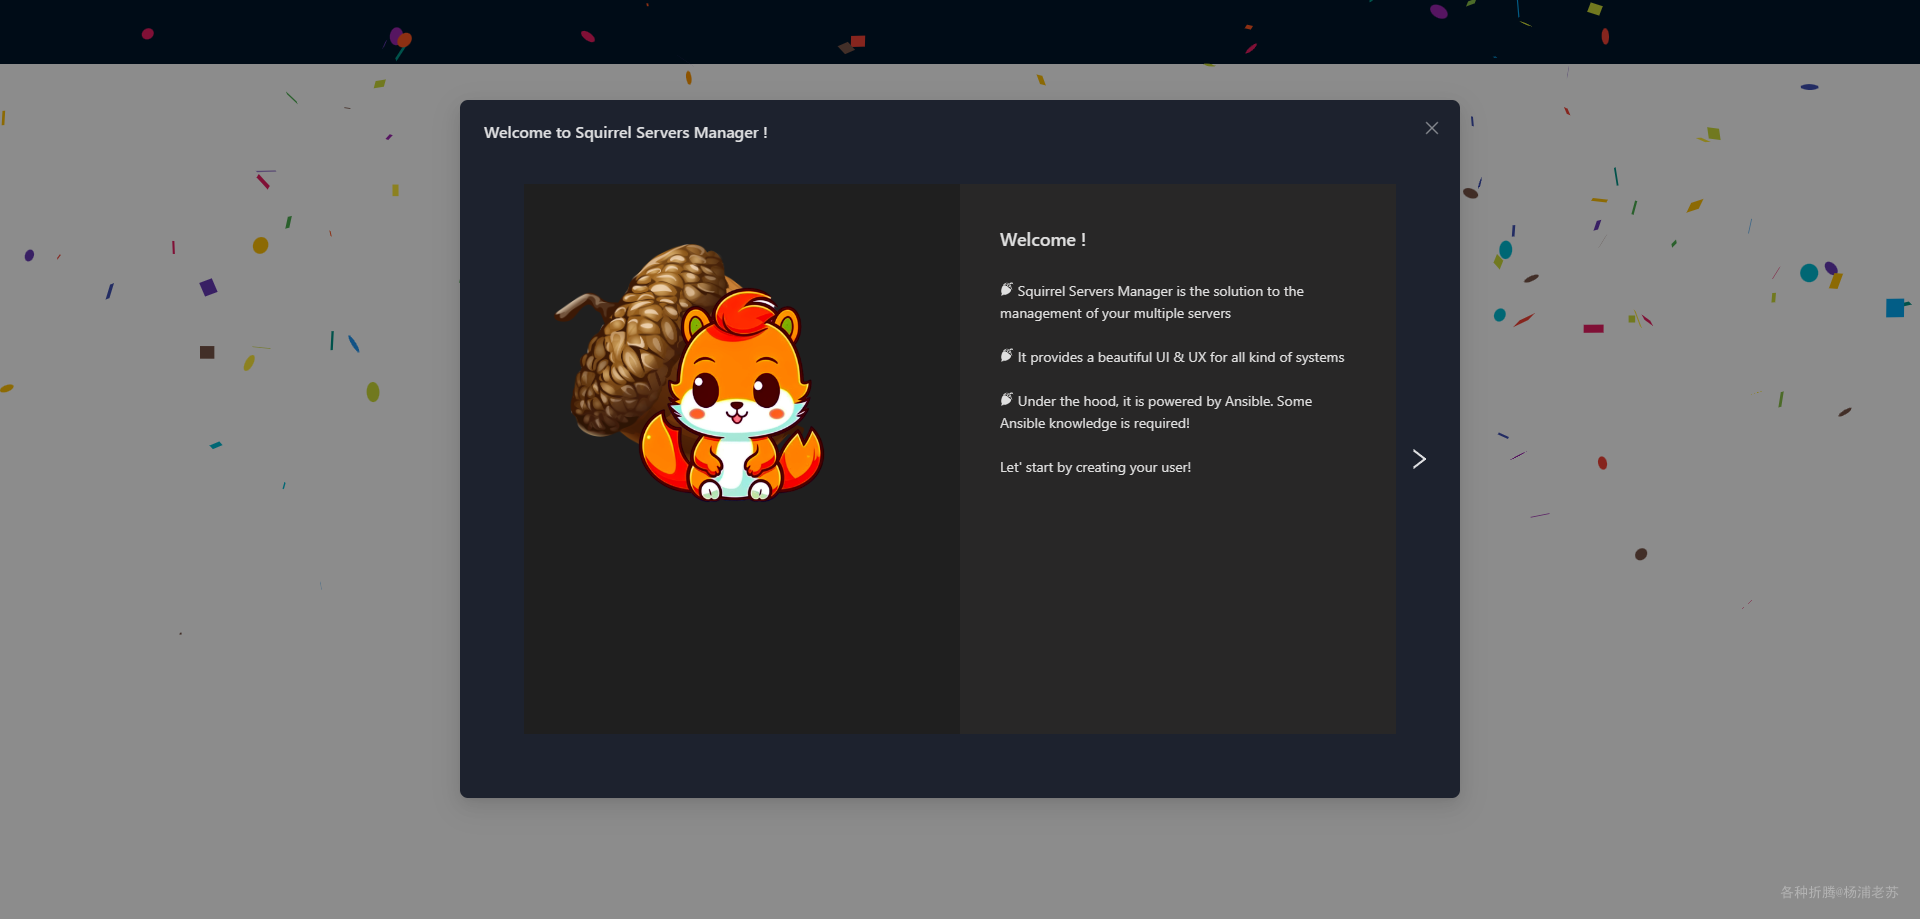 Welcome to Squirrel Servers Manager !
Welcome !
Squirrel Servers Manager is the solution to the
management of your multiple servers
It provides a beautiful UI & UX for all kind of systems
Under the hood, it is powered by Ansible. Some
Ansible knowledge is required!
Let' start by creating your user!
各种折腾@杨浦老苏